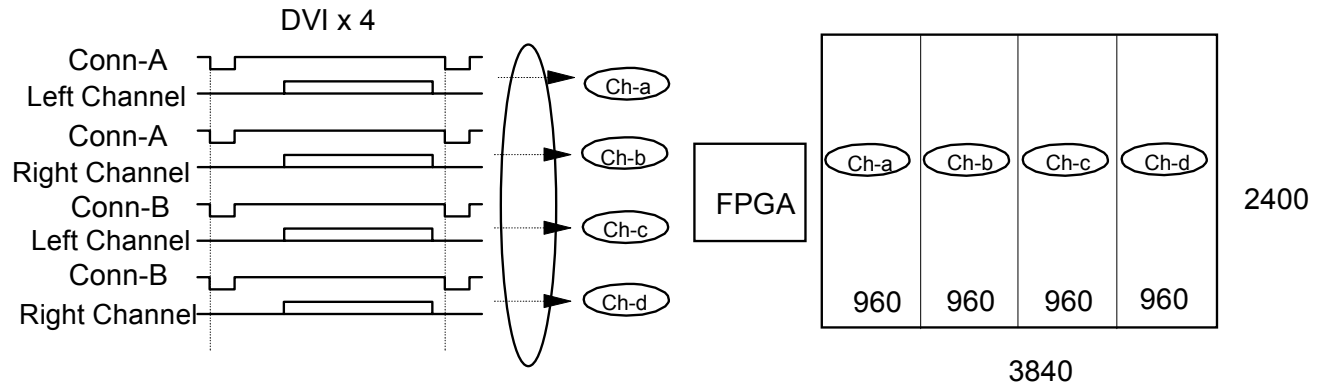 DVI x 4
Conn-A
Left Channel
Conn-A
Right Channel
Conn-B
Left Channel
Conn-B
Right Channel
Ch-a
Ch-b
Ch-c
Ch-d
FPGA
Ch-a Ch-b Ch-c Ch-d
960 960 960 960
2400
3840